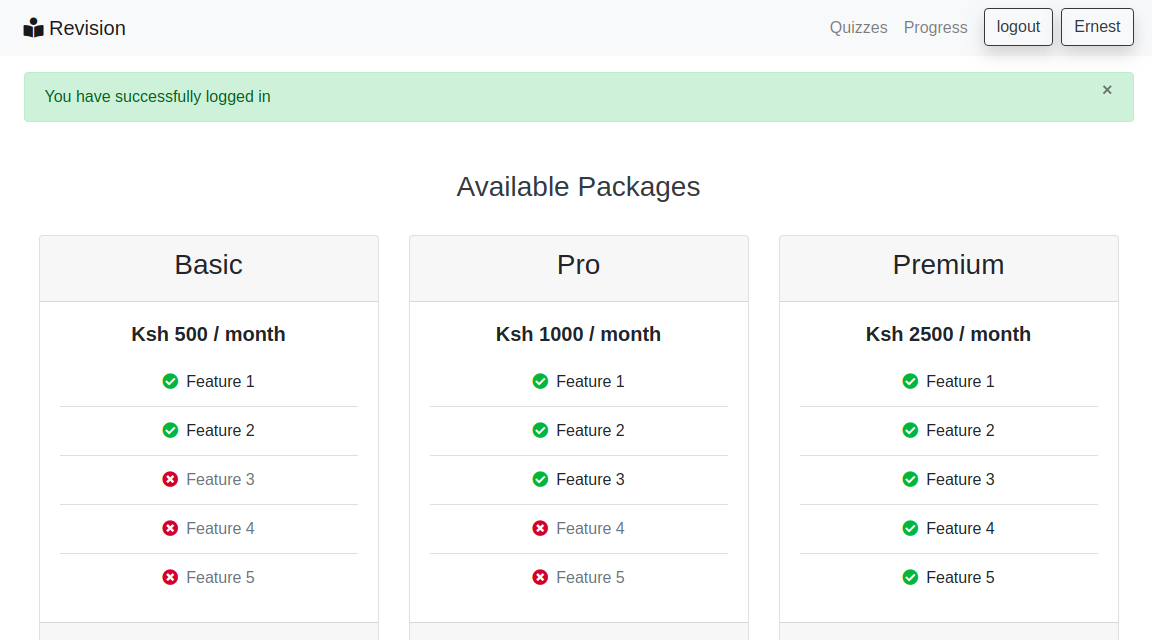 Revision
Quizzes Progress logout Ernest
You have successfully logged in ×
Available Packages
Basic
Ksh 500 / month
Feature 1
Feature 2
Feature 3
Feature 4
Feature 5
Pro
Ksh 1000 / month
Feature 1
Feature 2
Feature 3
Feature 4
Feature 5
Premium
Ksh 2500 / month
Feature 1
Feature 2
Feature 3
Feature 4
Feature 5